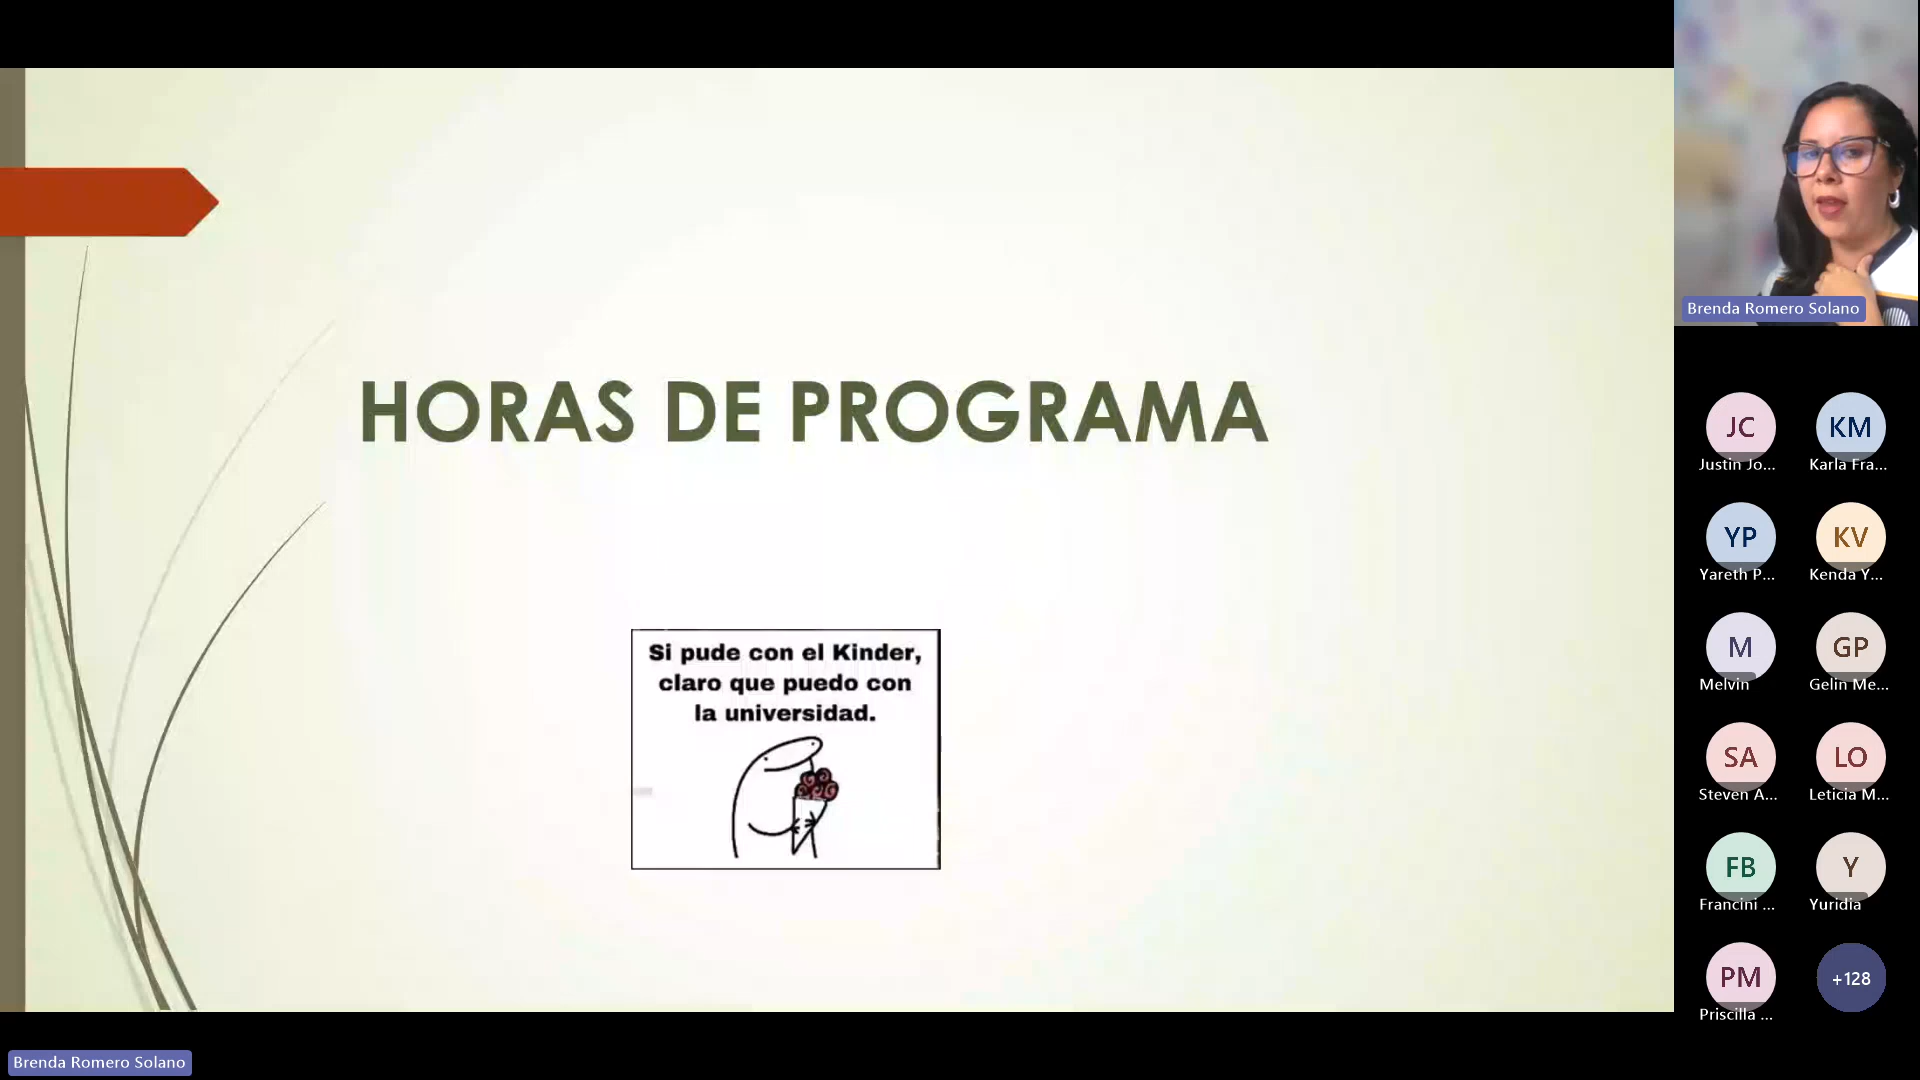 HORAS DE PROGRAMA
Si pude con el Kinder,
claro que puedo con
la universidad.
Brenda Romero Solano
JC
KM
Justin Jo...
Karla Fra...
YP
KV
Yareth P...
Kenda Y...
M
GP
Melvin
Gelin Me...
SA
LO
Steven A...
Leticia M...
FB
Y
Francini ...
Yuridia
PM
+128
Priscilla ...
Brenda Romero Solano